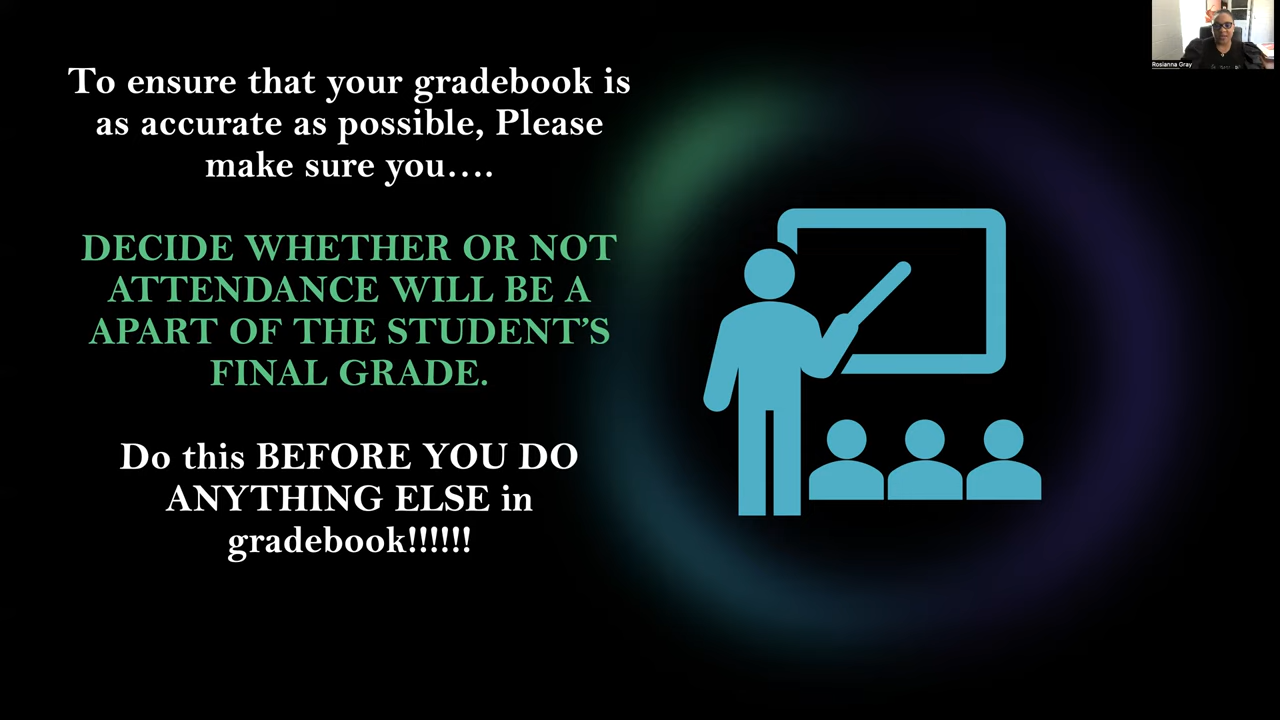 To ensure that your gradebook is
as accurate as possible, Please
make sure you….
DECIDE WHETHER OR NOT
ATTENDANCE WILL BE A
APART OF THE STUDENT’S
FINAL GRADE.
Do this BEFORE YOU DO
ANYTHING ELSE in
gradebook!!!!!!
Rosianna Gray